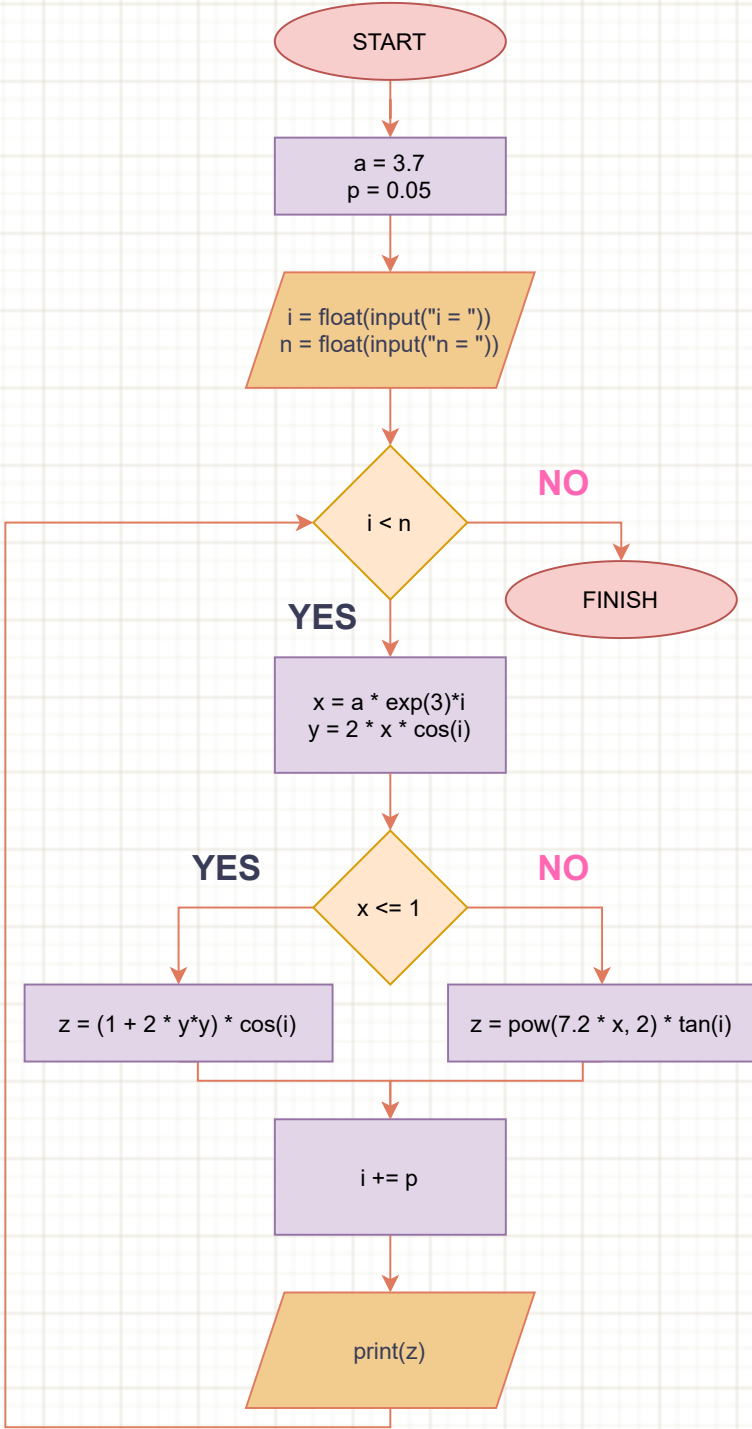 START
a = 3.7
p = 0.05
i = float(input("i = "))
n = float(input("n = "))
NO
i < n
FINISH
YES
x = a * exp(3)*i
y = 2 * x * cos(i)
YES
NO
x <= 1
z = (1 + 2 * y*y) * cos(i)
z = pow(7.2 * x, 2) * tan(i)
i += p
print(z)